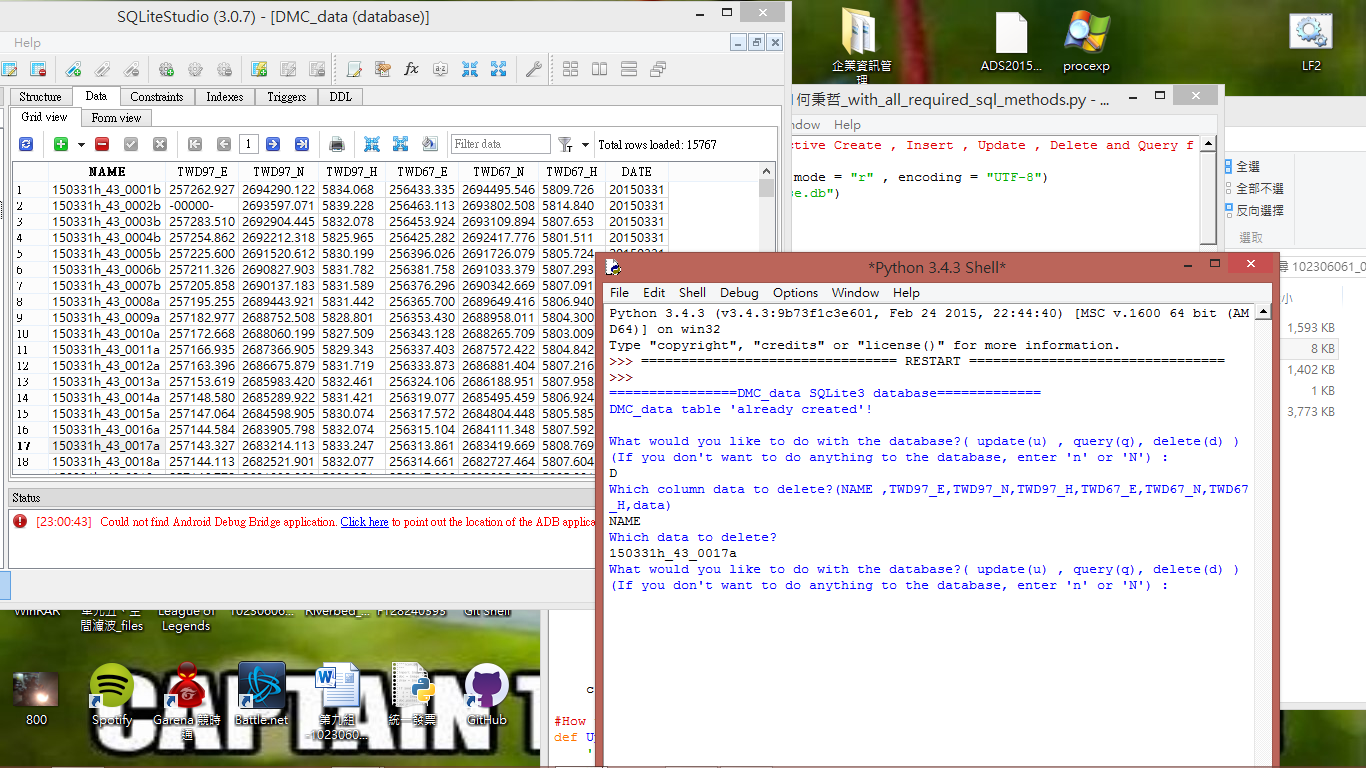 SQLiteStudio (3.0.7) - [DMC_data (database)]
Help
Structure Data Constraints Indexes Triggers DDL
Grid view Form view
1 Filter data Total rows loaded: 15767
NAME TWD97_E TWD97_N TWD97_H TWD67_E TWD67_N TWD67_H DATE
1 150331h_43_0001b 257262.927 2694290.122 5834.068 256433.335 2694495.546 5809.726 20150331
2 150331h_43_0002b -00000- 2693597.071 5839.228 256463.113 2693802.508 5814.840 20150331
3 150331h_43_0003b 257283.510 2692904.445 5832.078 256453.924 2693109.894 5807.653 20150331
4 150331h_43_0004b 257254.862 2692212.318 5825.965 256425.282 2692417.776 5801.511 20150331
5 150331h_43_0005b 257225.600 2691520.612 5830.199 256396.026 2691726.079 5805.724 20150331
6 150331h_43_0006b 257211.326 2690827.903 5831.782 256381.758 2691033.379 5807.293
7 150331h_43_0007b 257205.858 2690137.183 5831.589 256376.296 2690342.669 5807.091
8 150331h_43_0008a 257195.255 2689443.921 5831.442 256365.700 2689649.416 5806.940
9 150331h_43_0009a 257182.977 2688752.508 5828.801 256353.430 2688958.011 5804.300
10 150331h_43_0010a 257172.668 2688060.199 5827.509 256343.128 2688265.709 5803.009
11 150331h_43_0011a 257166.935 2687366.905 5829.343 256337.403 2687572.422 5804.842
12 150331h_43_0012a 257163.396 2686675.879 5831.719 256333.873 2686881.404 5807.216
13 150331h_43_0013a 257153.619 2685983.420 5832.461 256324.106 2686188.951 5807.958
14 150331h_43_0014a 257148.580 2685289.922 5831.421 256319.077 2685495.459 5806.924
15 150331h_43_0015a 257147.064 2684598.905 5830.074 256317.572 2684804.448 5805.585
16 150331h_43_0016a 257144.584 2683905.798 5832.074 256315.104 2684111.348 5807.592
17 150331h_43_0017a 257143.327 2683214.113 5833.247 256313.861 2683419.669 5808.769
18 150331h_43_0018a 257144.113 2682521.901 5832.077 256314.661 2682727.464 5807.604
Status
[23:00:43] Could not find Android Debug Bridge application. Click here to point out the location of the ADB applica
企業資訊管
理
ADS2015...
procexp
LF2
何秉哲_with_all_required_sql_methods.py - ...
ndow Help
ctive Create , Insert , Update , Delete and Query f
mode = "r" , encoding = "UTF-8")
se.db")
全選
全部不選
反向選擇
選取
尋 102306061_0
小
1,593 KB
8 KB
1,402 KB
1 KB
3,773 KB
*Python 3.4.3 Shell*
File Edit Shell Debug Options Window Help
Python 3.4.3 (v3.4.3:9b73f1c3e601, Feb 24 2015, 22:44:40) [MSC v.1600 64 bit (AM
D64)] on win32
Type "copyright", "credits" or "license()" for more information.
>>> ================================ RESTART ================================
>>>
================DMC_data SQLite3 database=============
DMC_data table 'already created'!
What would you like to do with the database?( update(u) , query(q), delete(d) )
(If you don't want to do anything to the database, enter 'n' or 'N') :
D
Which column data to delete?(NAME ,TWD97_E,TWD97_N,TWD97_H,TWD67_E,TWD67_N,TWD67
_H,data)
NAME
Which data to delete?
150331h_43_0017a
What would you like to do with the database?( update(u) , query(q), delete(d) )
(If you don't want to do anything to the database, enter 'n' or 'N') :
WinRAR
間濾波_files
League of
Legends
Git Shell
800
Spotify
Garena 競時
通
Battle.net
第九組
-1023060...
統一發票
GitHub
CAPTAIN T
c
#How
def Up
'